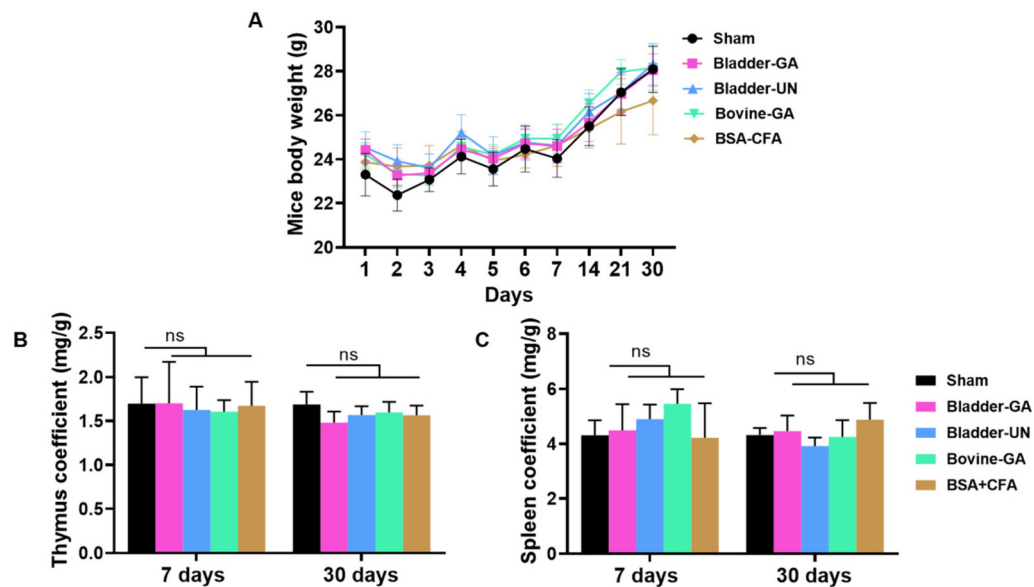 A
Mice body weight (g)
30
28
26
24
22
20
1 2 3 4 5 6 7 14 21 30
Days
Sham
Bladder-GA
Bladder-UN
Bovine-GA
BSA-CFA
B
Thymus coefficient (mg/g)
2.5
2.0
1.5
1.0
0.5
0.0
ns
ns
7 days
30 days
C
Spleen coefficient (mg/g)
8
6
4
2
0
ns
ns
7 days
30 days
Sham
Bladder-GA
Bladder-UN
Bovine-GA
BSA+CFA